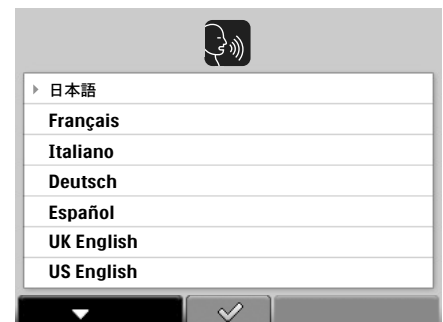 日本語
Français
Italiano
Deutsch
Español
UK English
US English